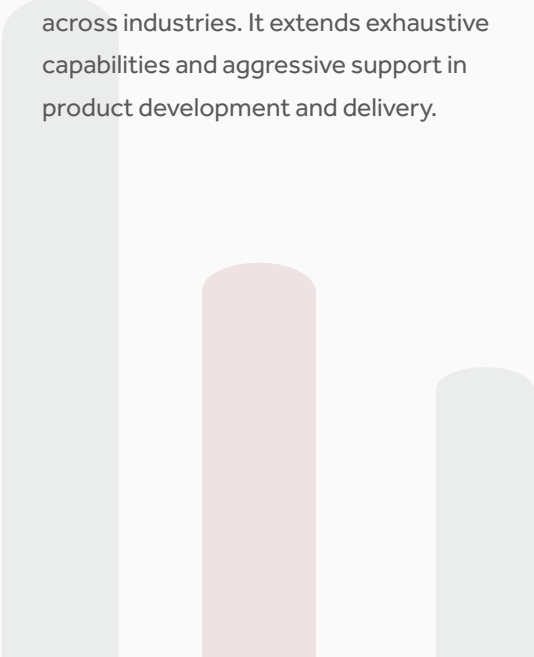 across industries. It extends exhaustive
capabilities and aggressive support in
product development and delivery.